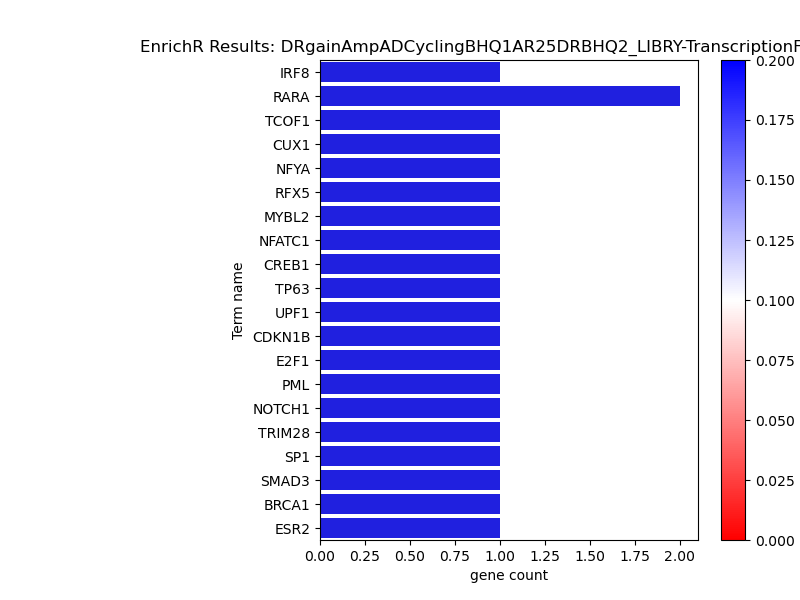 EnrichR Results: DRgainAmpADCyclingBHQ1AR25DRBHQ2_LIBRY-TranscriptionF
IRF8
RARA
TCOF1
CUX1
NFYA
RFX5
MYBL2
NFATC1
CREB1
TP63
UPF1
CDKN1B
E2F1
PML
NOTCH1
TRIM28
SP1
SMAD3
BRCA1
ESR2
Term name
0.00 0.25 0.50 0.75 1.00 1.25 1.50 1.75 2.00
gene count
0.200
0.175
0.150
0.125
0.100
0.075
0.050
0.025
0.000